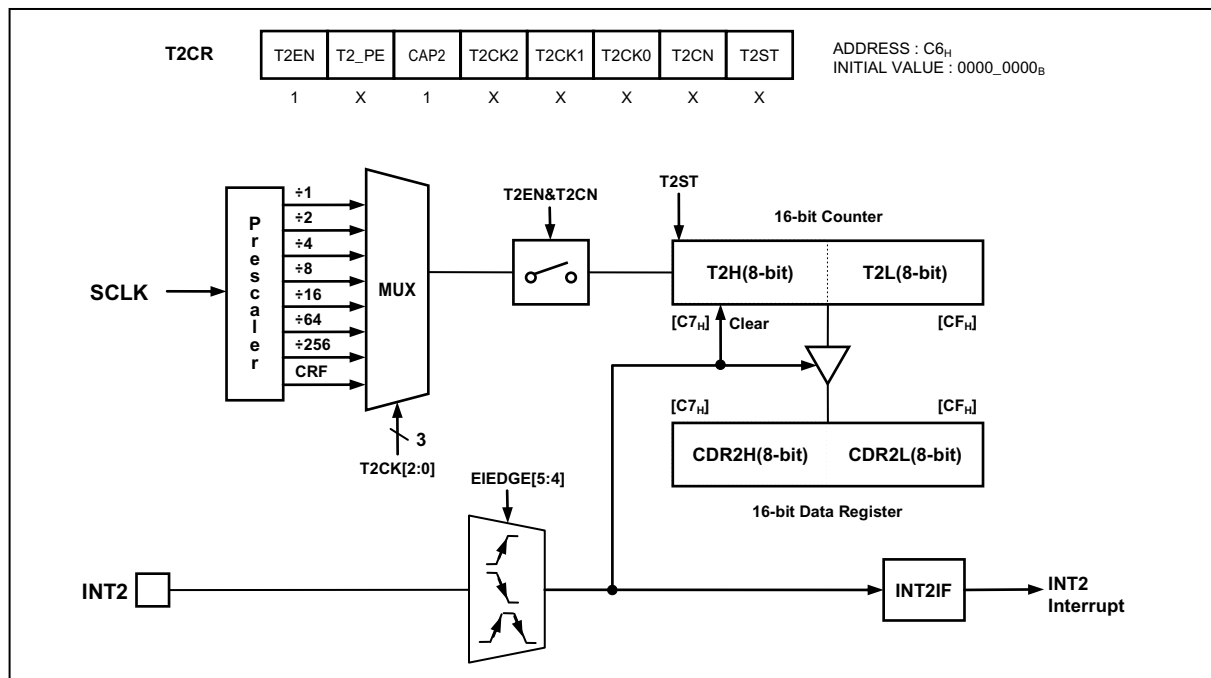 T2CR T2EN T2_PE CAP2 T2CK2 T2CK1 T2CK0 T2CN T2ST
ADDRESS : C6H
INITIAL VALUE : 0000_0000B
1 X 1 X X X X X
SCLK
Prescaler
÷1
÷2
÷4
÷8
÷16
÷64
÷256
CRF
MUX
3
T2CK[2:0]
T2EN&T2CN
T2ST
16-bit Counter
T2H(8-bit) T2L(8-bit)
[C7H] Clear [CFH]
[C7H] [CFH]
CDR2H(8-bit) CDR2L(8-bit)
16-bit Data Register
EIEDGE[5:4]
INT2
INT2IF
INT2
Interrupt